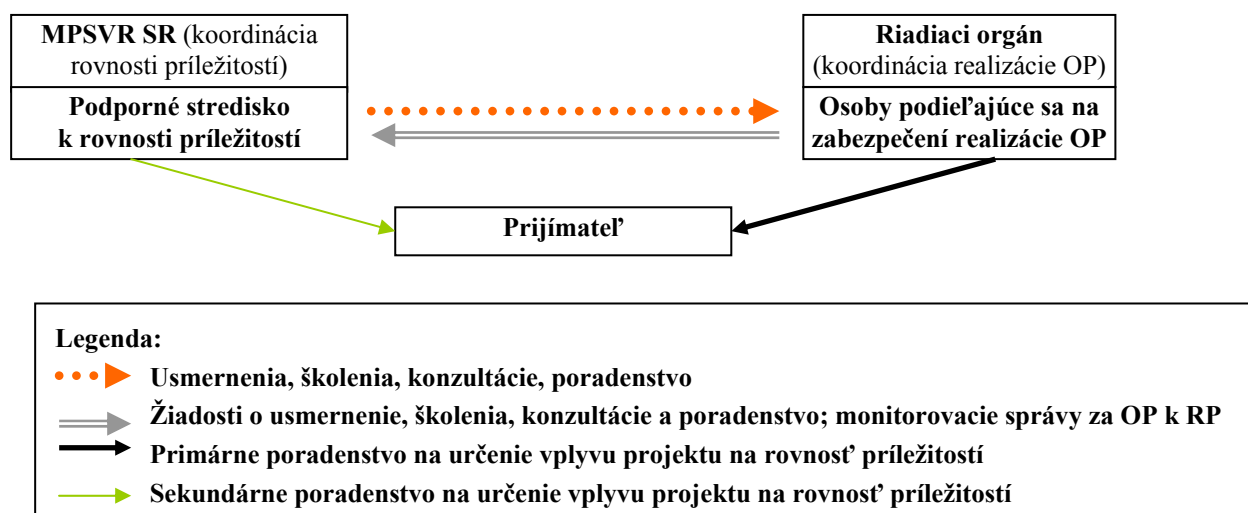 MPSVR SR (koordinácia
rovnosti príležitostí)
Podporné stredisko
k rovnosti príležitostí
Riadiaci orgán
(koordinácia realizácie OP)
Osoby podieľajúce sa na
zabezpečení realizácie OP
Prijímateľ
Legenda:
Usmernenia, školenia, konzultácie, poradenstvo
Žiadosti o usmernenie, školenia, konzultácie a poradenstvo; monitorovacie správy za OP k RP
Primárne poradenstvo na určenie vplyvu projektu na rovnosť príležitostí
Sekundárne poradenstvo na určenie vplyvu projektu na rovnosť príležitostí